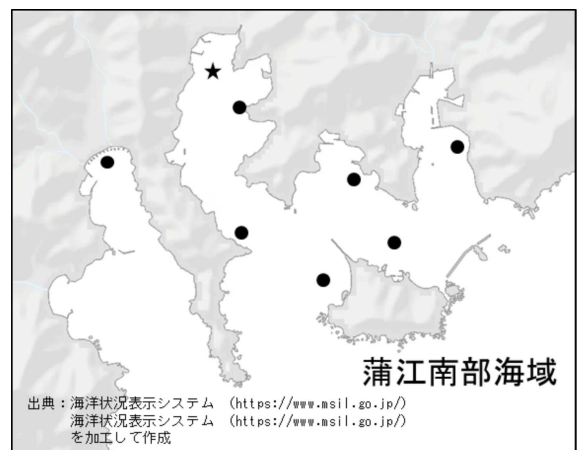 蒲江南部海域
出典：海洋状況表示システム （https://www.msil.go.jp/）
海洋状況表示システム （https://www.msil.go.jp/）
を加工して作成